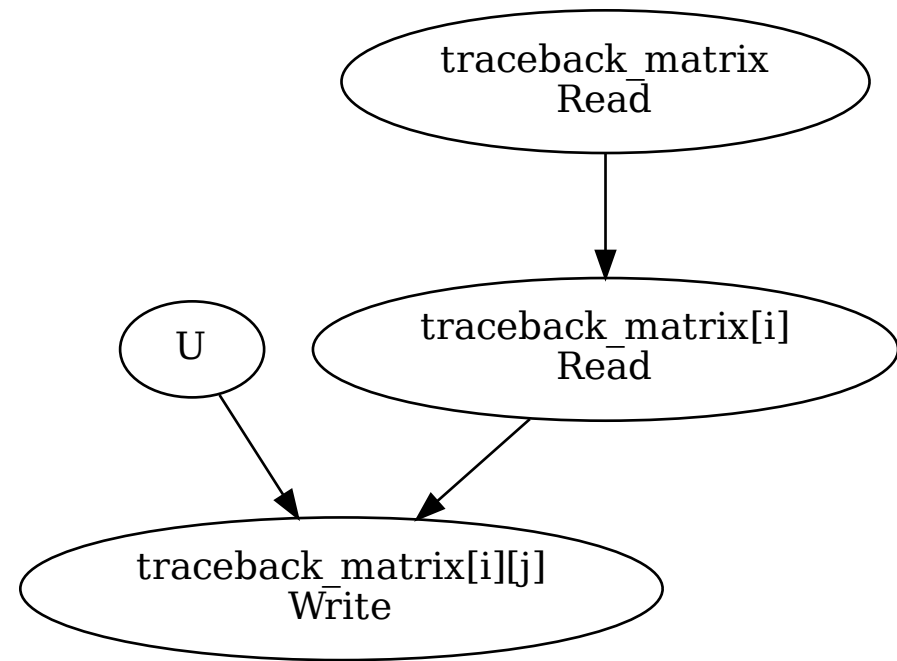 traceback_matrix
Read
traceback_matrix[i]
Read
U
traceback_matrix[i][j]
Write